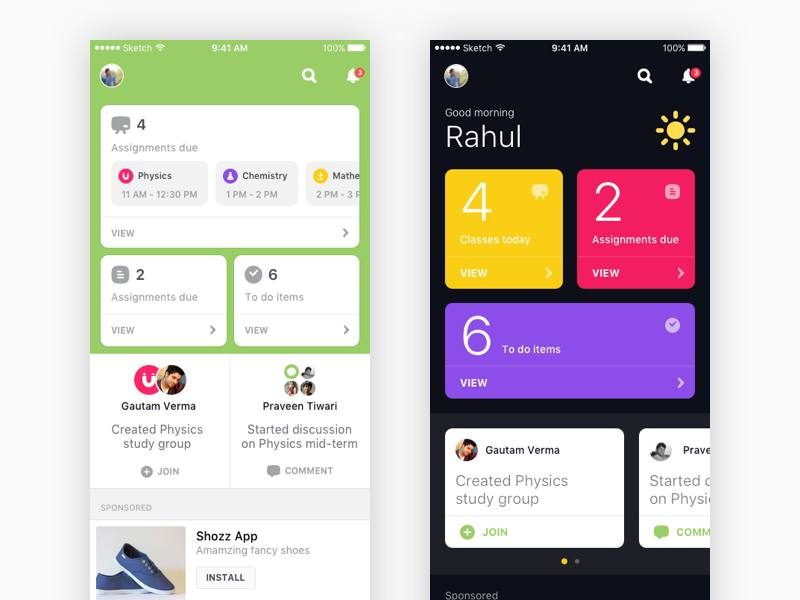 Sketch 9:41 AM 100%
3
4
Assignments due
Physics Chemistry Mathe
11 AM - 12:30 PM 1 PM - 2 PM 2 PM - 3 P
VIEW
2 6
Assignments due To do items
VIEW VIEW
Gautam Verma Praveen Tiwari
Created Physics Started discussion
study group on Physics mid-term
JOIN COMMENT
SPONSORED
Shozz App
Amamzing fancy shoes
INSTALL
Sketch 9:41 AM 100%
3
Good morning
Rahul
4 2
Classes today Assignments due
VIEW VIEW
6 To do items
VIEW
Gautam Verma Prave
Created Physics Started d
study group on Physic
JOIN COMM
Sponsored